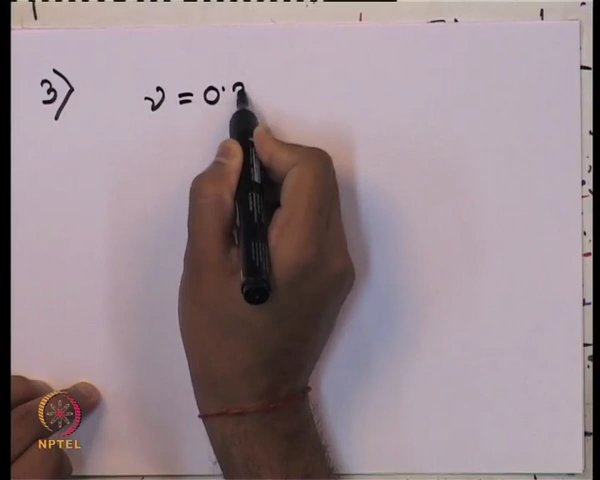 3) ν = 0.
NPTEL